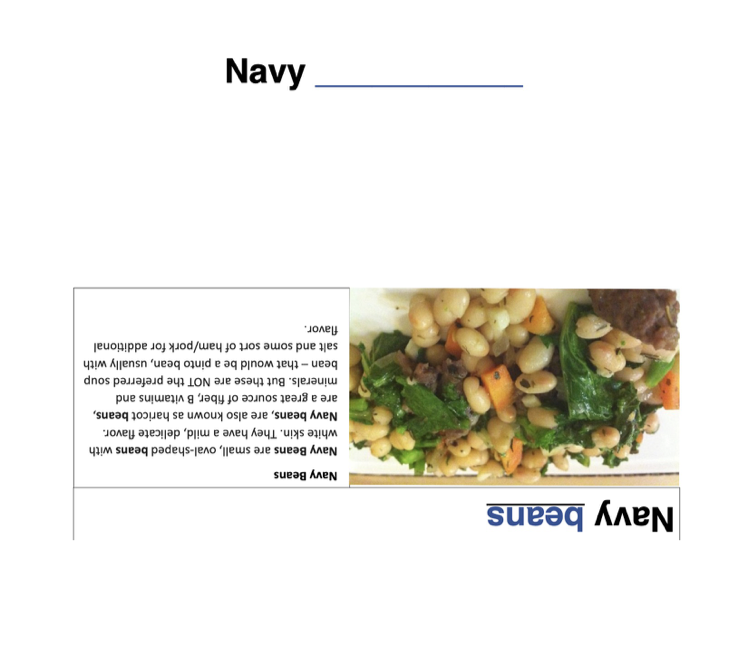 Navy ____________
Navy beans
Navy Beans
Navy Beans are small, oval-shaped beans with
white skin. They have a mild, delicate flavor.
Navy beans, are also known as haricot beans,
are a great source of fiber, B vitamins and
minerals. But these are NOT the preferred soup
bean – that would be a pinto bean, usually with
salt and some sort of ham/pork for additional
flavor.